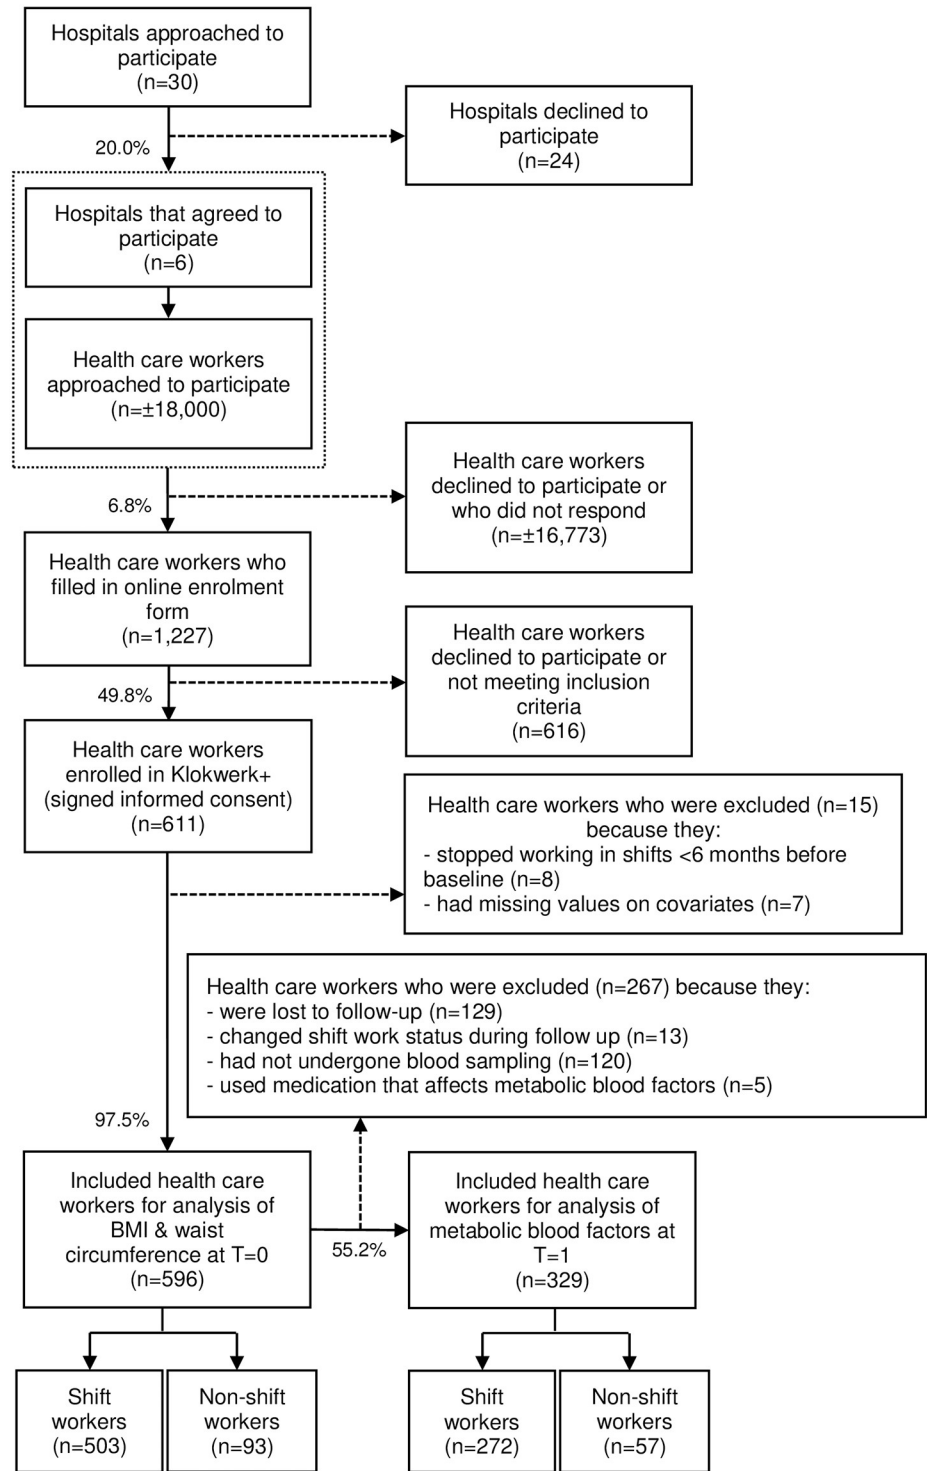 Hospitals approached to
participate
(n=30)
Hospitals declined to
participate
(n=24)
20.0%
Hospitals that agreed to
participate
(n=6)
Health care workers
approached to participate
(n=±18,000)
Health care workers
declined to participate or
who did not respond
(n=±16,773)
6.8%
Health care workers who
filled in online enrolment
form
(n=1,227)
Health care workers
declined to participate or
not meeting inclusion
criteria
(n=616)
49.8%
Health care workers
enrolled in Klokwerk+
(signed informed consent)
(n=611)
Health care workers who were excluded (n=15)
because they:
- stopped working in shifts <6 months before
baseline (n=8)
- had missing values on covariates (n=7)
Health care workers who were excluded (n=267) because they:
- were lost to follow-up (n=129)
- changed shift work status during follow up (n=13)
- had not undergone blood sampling (n=120)
- used medication that affects metabolic blood factors (n=5)
97.5%
Included health care
workers for analysis of
BMI & waist
circumference at T=0
(n=596)
55.2%
Included health care
workers for analysis of
metabolic blood factors at
T=1
(n=329)
Shift
workers
(n=503)
Non-shift
workers
(n=93)
Shift
workers
(n=272)
Non-shift
workers
(n=57)